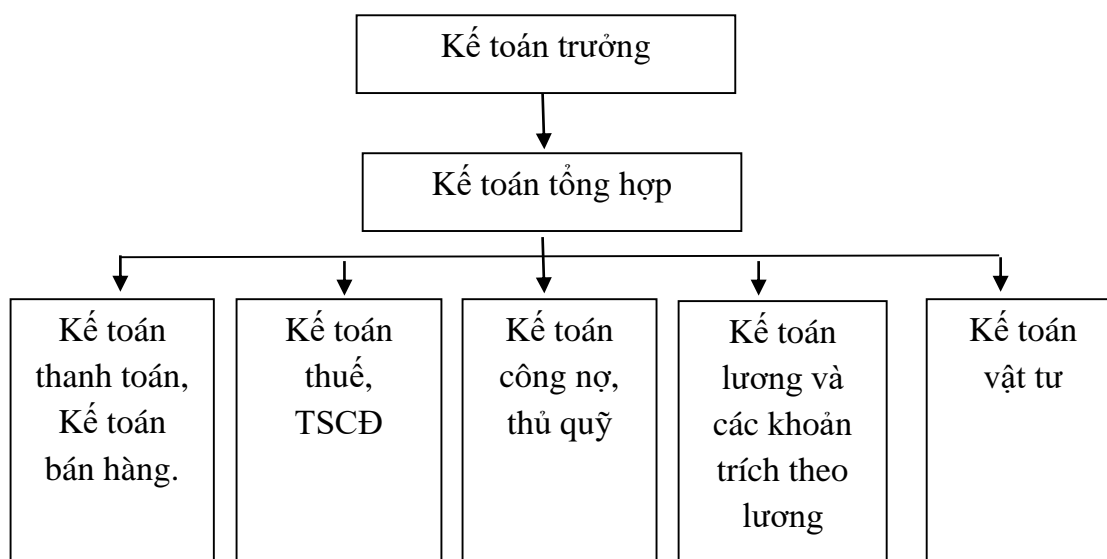 Kế toán trưởng
Kế toán tổng hợp
Kế toán
thanh toán,
Kế toán
bán hàng.
Kế toán
thuế,
TSCĐ
Kế toán
công nợ,
thủ quỹ
Kế toán
lương và
các khoản
trích theo
lương
Kế toán
vật tư